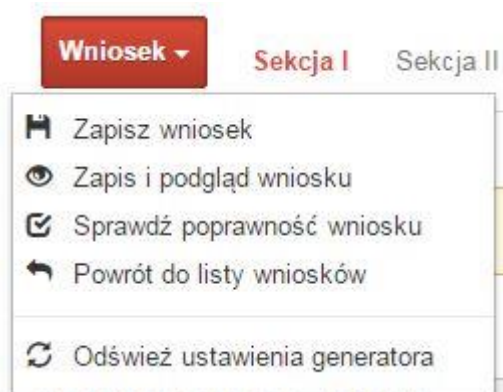 Wniosek Sekcja I Sekcja II
Zapisz wniosek
Zapis i podgląd wniosku
Sprawdź poprawność wniosku
Powrót do listy wniosków
Odśwież ustawienia generatora